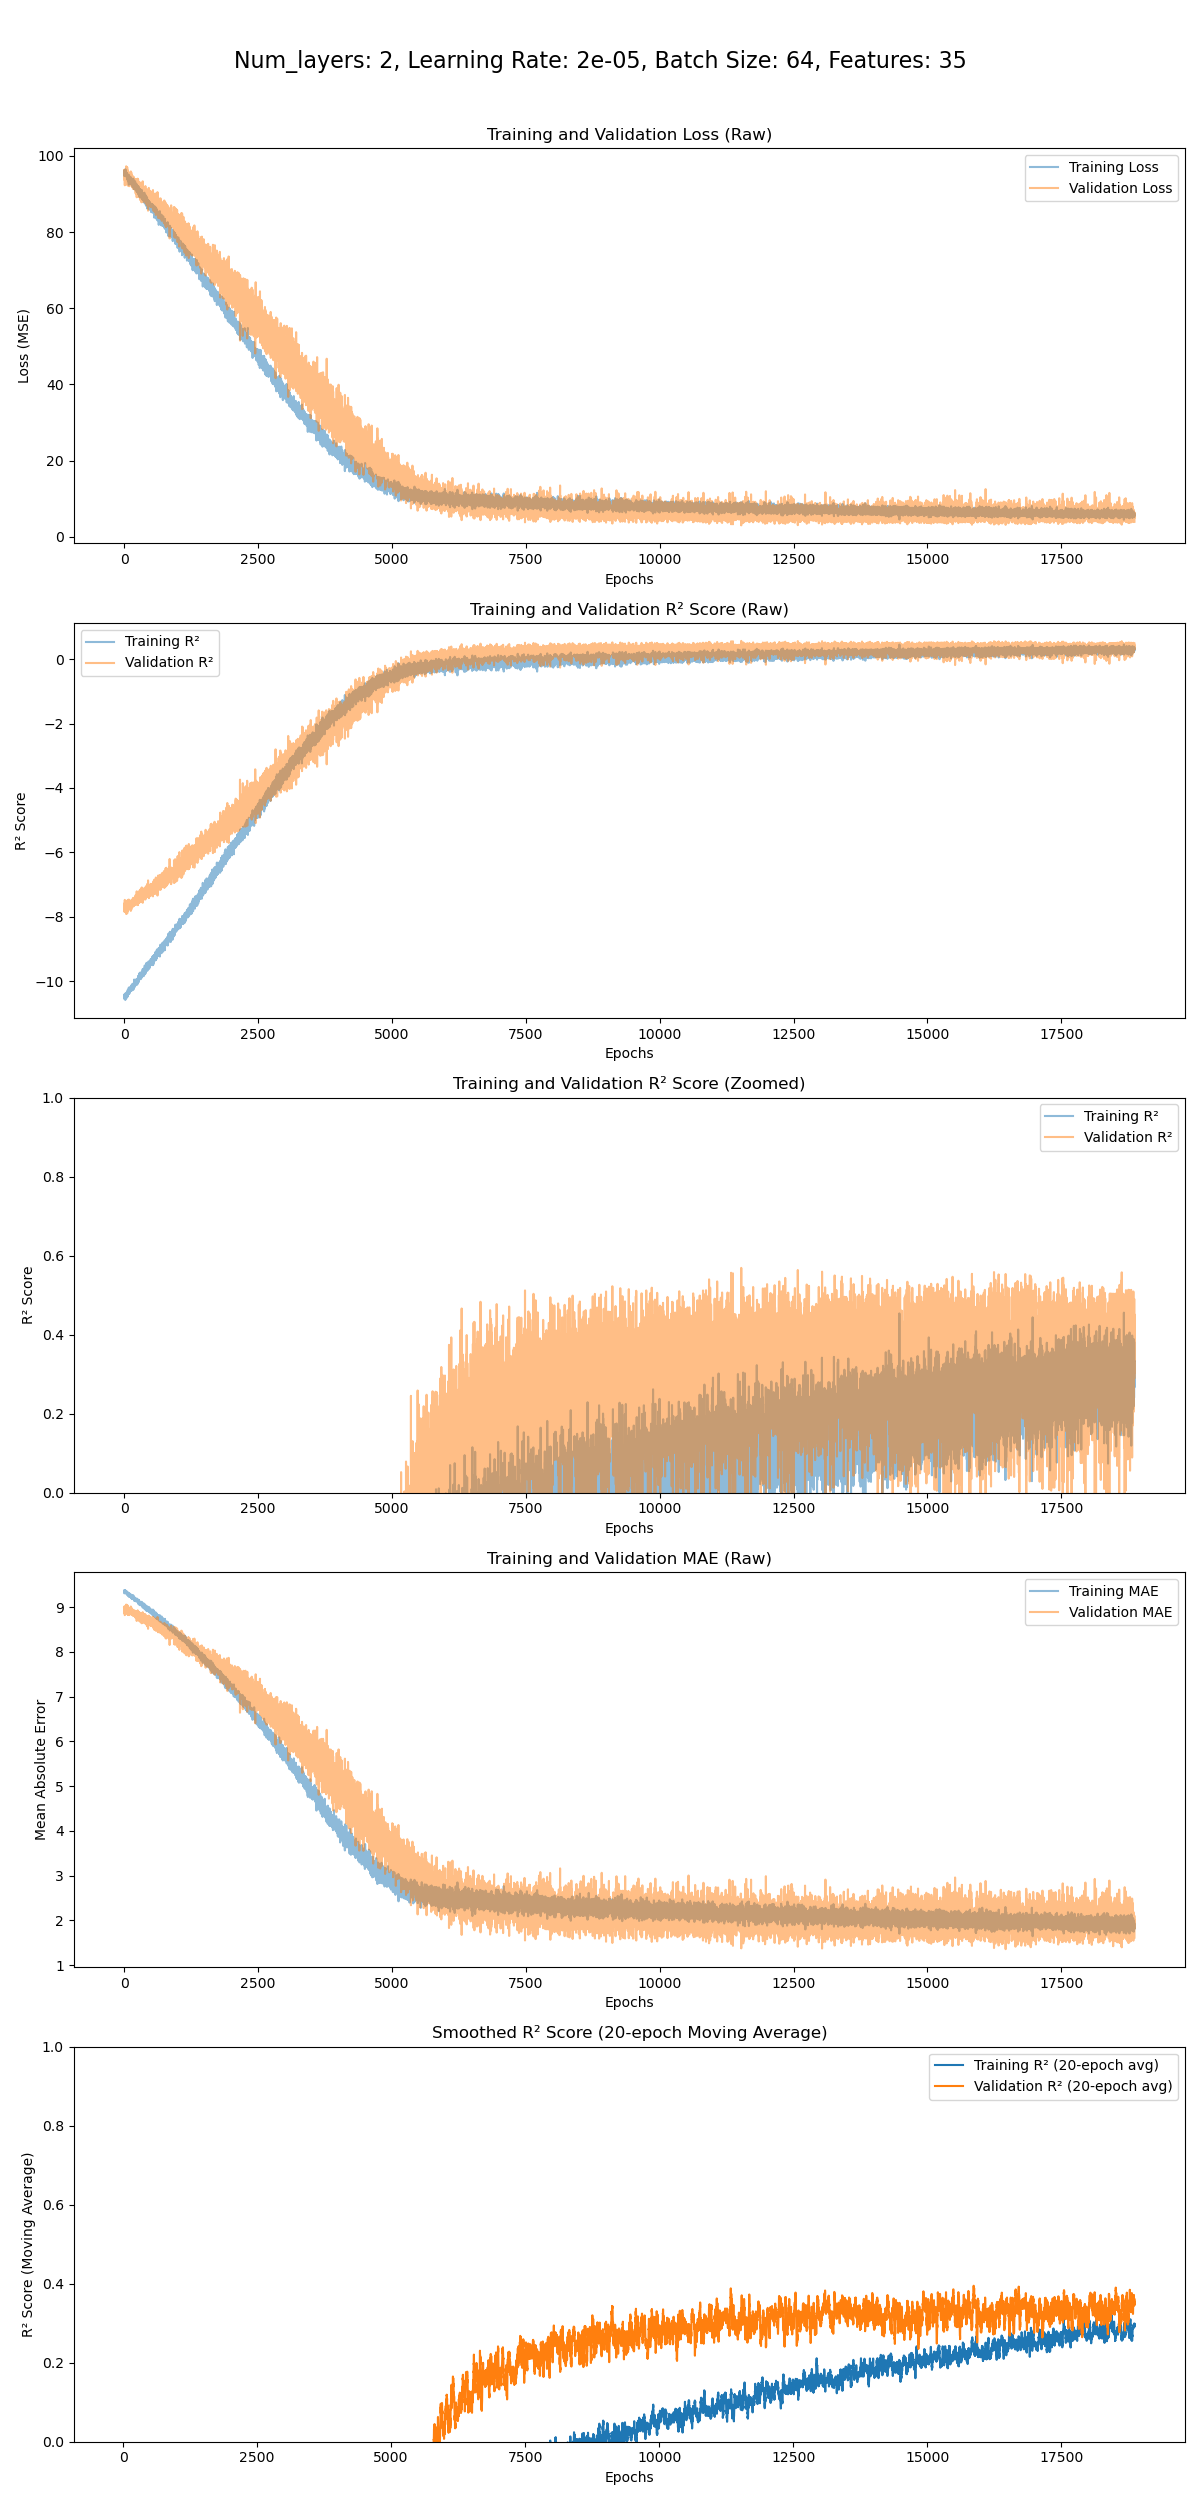 Num_layers: 2, Learning Rate: 2e-05, Batch Size: 64, Features: 35
Training and Validation Loss (Raw)
Training Loss
Validation Loss
Loss (MSE)
100
80
60
40
20
0
0 2500 5000 7500 10000 12500 15000 17500
Epochs
Training and Validation R² Score (Raw)
Training R²
Validation R²
R² Score
0
−2
−4
−6
−8
−10
0 2500 5000 7500 10000 12500 15000 17500
Epochs
Training and Validation R² Score (Zoomed)
Training R²
Validation R²
R² Score
1.0
0.8
0.6
0.4
0.2
0.0
0 2500 5000 7500 10000 12500 15000 17500
Epochs
Training and Validation MAE (Raw)
Training MAE
Validation MAE
Mean Absolute Error
9
8
7
6
5
4
3
2
1
0 2500 5000 7500 10000 12500 15000 17500
Epochs
Smoothed R² Score (20-epoch Moving Average)
Training R² (20-epoch avg)
Validation R² (20-epoch avg)
R² Score (Moving Average)
1.0
0.8
0.6
0.4
0.2
0.0
0 2500 5000 7500 10000 12500 15000 17500
Epochs